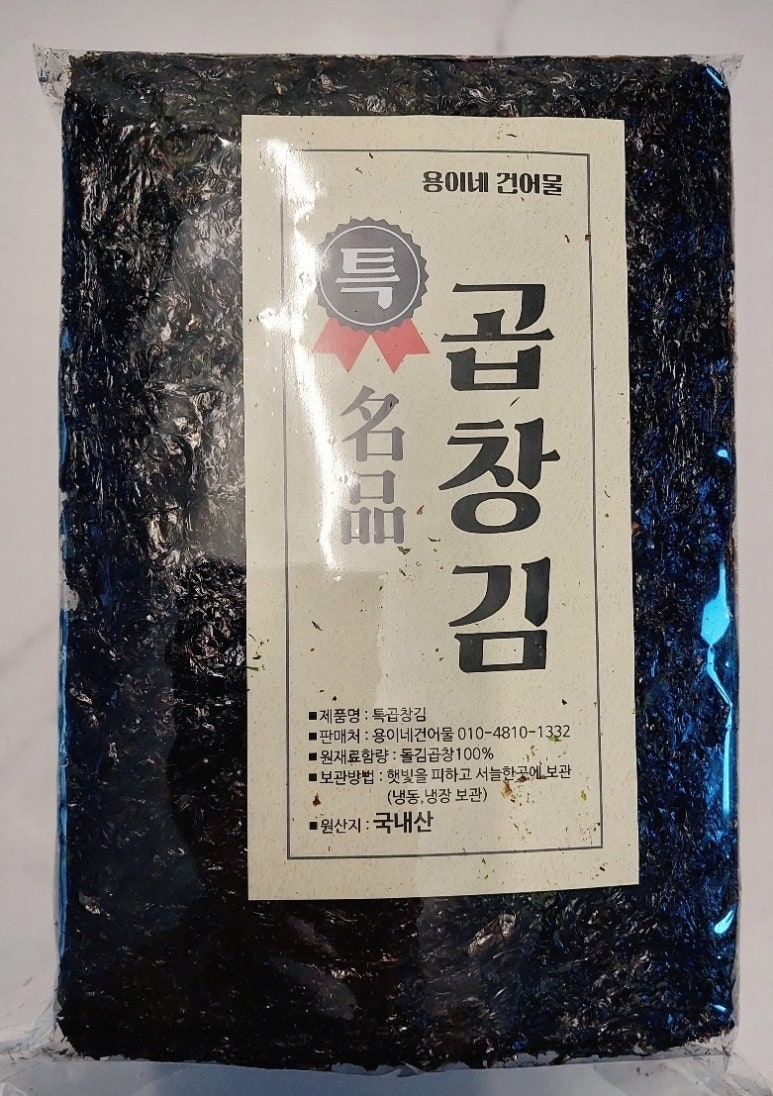 용이네 건어물
특
名品
곱창김
■제품명 : 특곱창김
■판매처 : 용이네건어물 010-4810-1332
■원재료함량 : 돌김곱창100%
■보관방법 : 햇빛을 피하고 서늘한곳에 보관
(냉동,냉장 보관)
■원산지 : 국내산